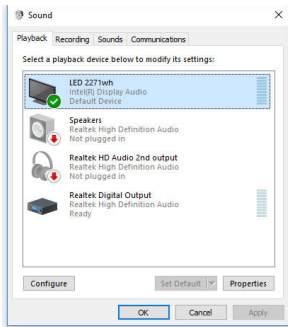 Sound
Playback Recording Sounds Communications
Select a playback device below to modify its settings:
LED 2271wh
Intel(R) Display Audio
Default Device
Speakers
Realtek High Definition Audio
Not plugged in
Realtek HD Audio 2nd output
Realtek High Definition Audio
Not plugged in
Realtek Digital Output
Realtek High Definition Audio
Ready
Configure Set Default Properties
OK Cancel Apply